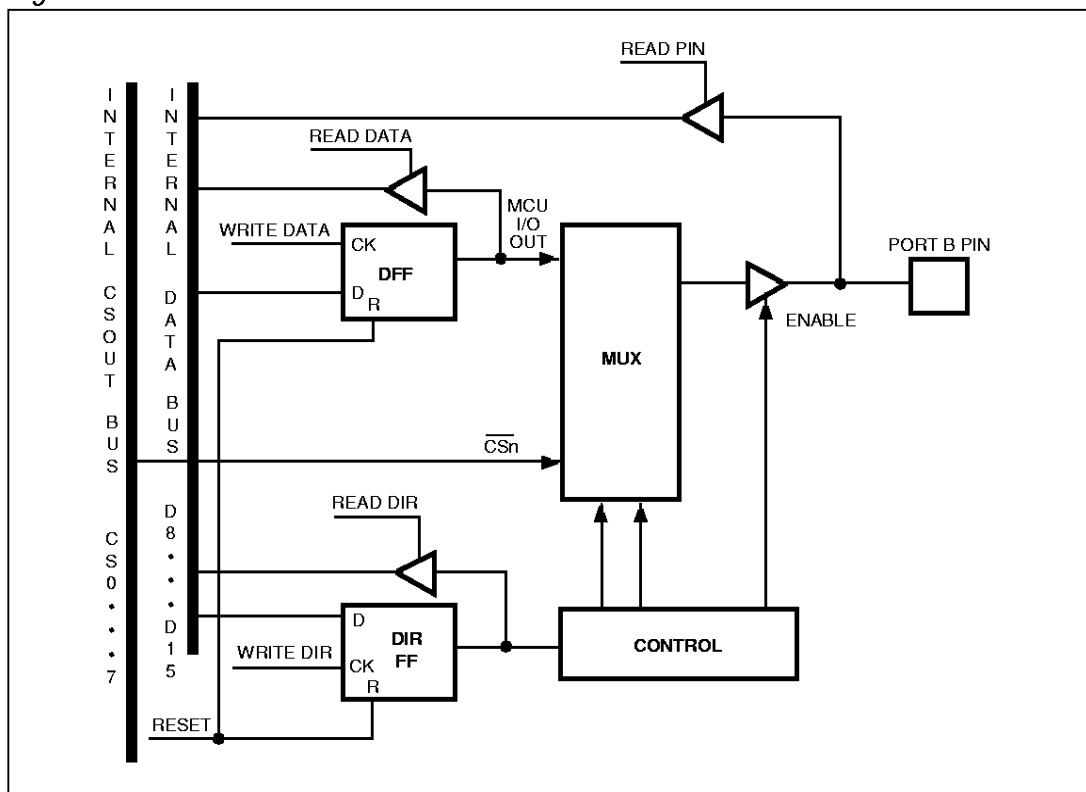 READ PIN
INTERNAL CSOUT BUS CS0•••7
INTERNAL DATA BUS D8•••D15
READ DATA
MCU
I/O
OUT
WRITE DATA
CK
DFF
D
R
PORT B PIN
ENABLE
MUX
CSn
READ DIR
D
DIR
FF
CK
R
WRITE DIR
CONTROL
RESET